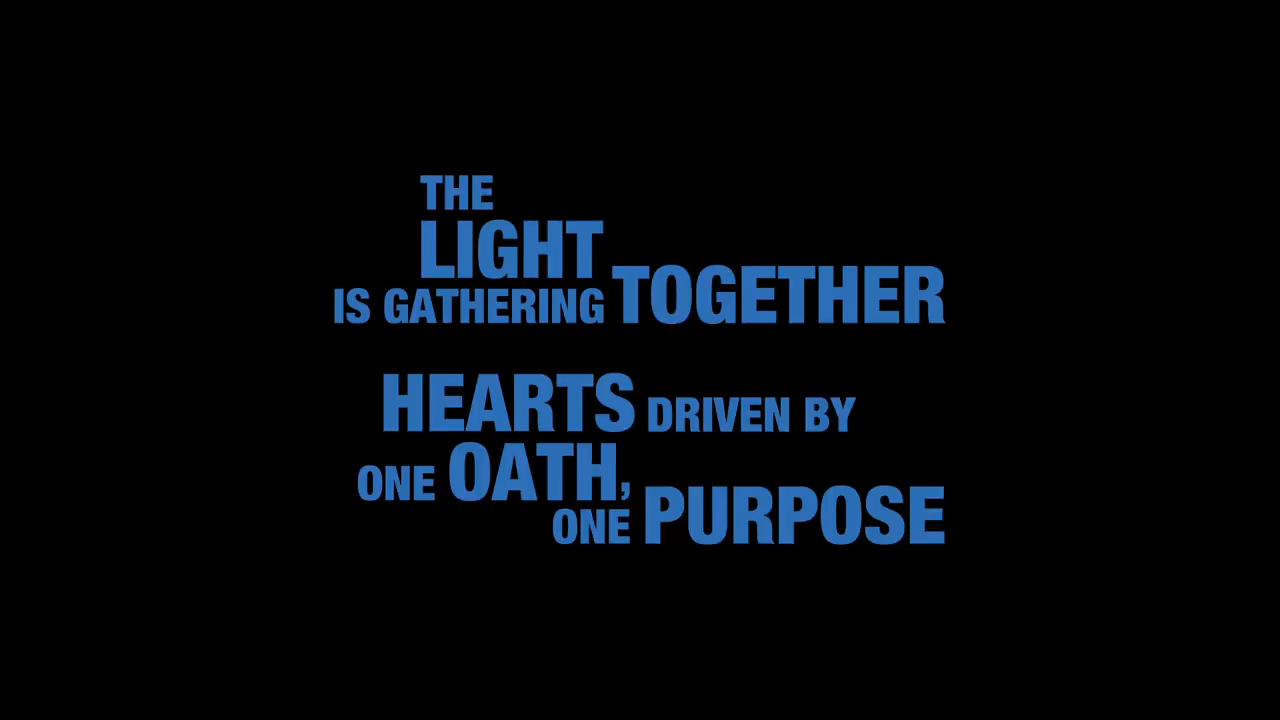 THE
LIGHT
IS GATHERING TOGETHER
HEARTS DRIVEN BY
ONE OATH,
ONE PURPOSE